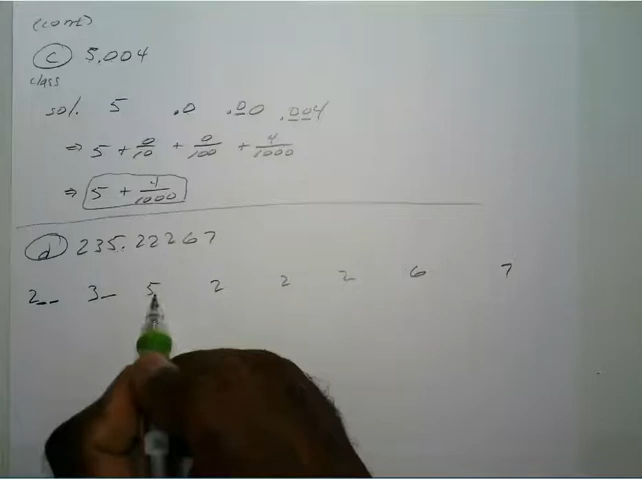 (cont)
(c) 5.004
class
sol. 5 .0 .00 .004
⇒ 5 + 0/10 + 0/100 + 4/1000
⇒ 5 + 4/1000
(d) 235.22267
2__ 3_ 5 2 2 2 6 7